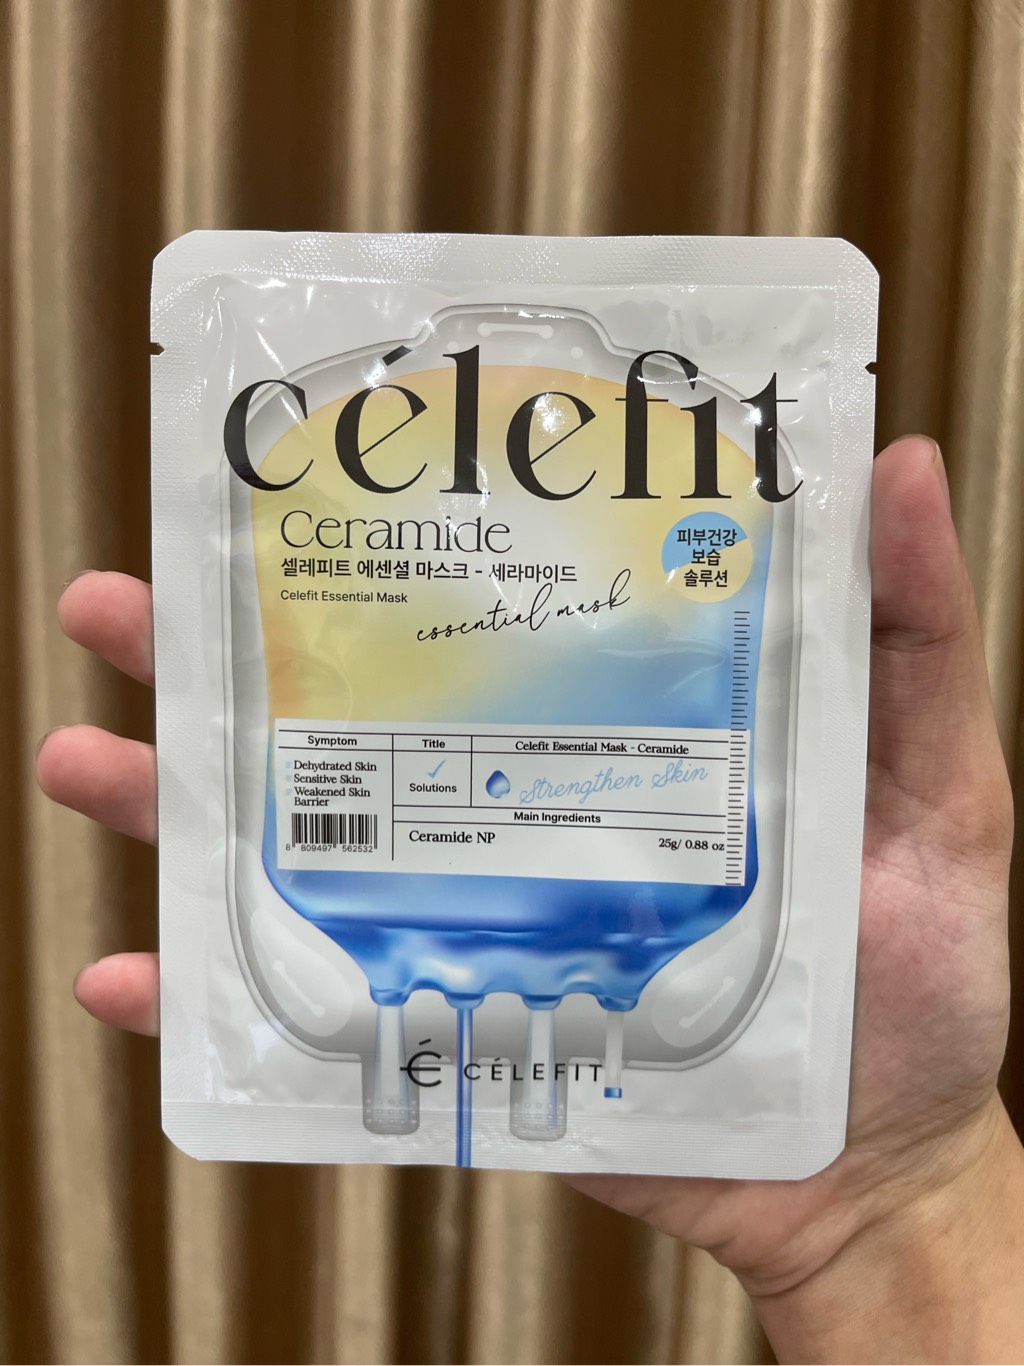 célefit
Ceramide
셀레피트 에센셜 마스크 - 세라마이드
Celefit Essential Mask
essential mask
피부건강
보습
솔루션
Symptom
Dehydrated Skin
Sensitive Skin
Weakened Skin
Barrier
8 809497 562532
Title
Solutions
Celefit Essential Mask - Ceramide
Strengthen Skin
Main Ingredients
Ceramide NP
25g/ 0.88 oz
É CÉLEFIT